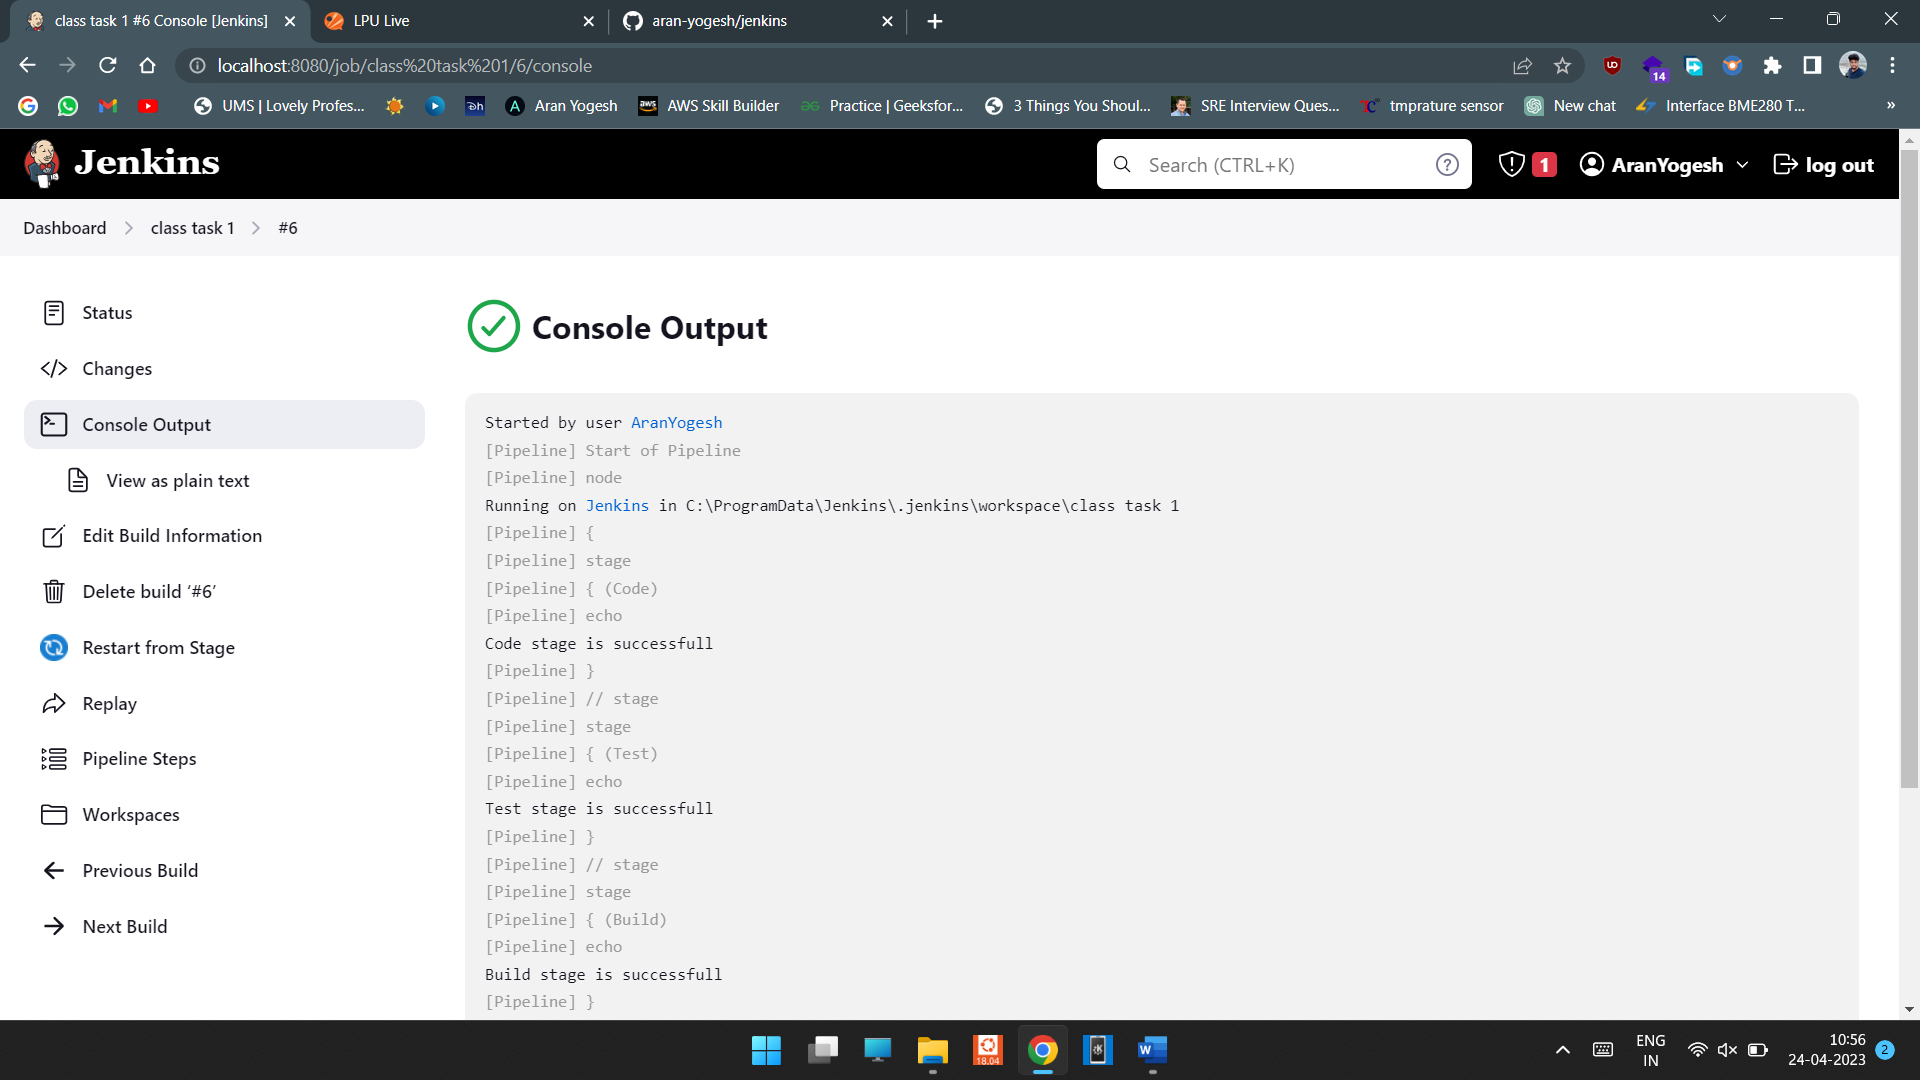 class task 1 #6 Console [Jenkins]
LPU Live
aran-yogesh/jenkins
localhost:8080/job/class%20task%201/6/console
14
UMS | Lovely Profes...
Dh
A Aran Yogesh
aws AWS Skill Builder
Practice | Geeksfor...
3 Things You Shoul...
SRE Interview Ques...
tmprature sensor
New chat
Interface BME280 T...
»
Jenkins
Search (CTRL+K)
1
AranYogesh
log out
Dashboard
class task 1
#6
Status
Changes
Console Output
View as plain text
Edit Build Information
Delete build ‘#6’
Restart from Stage
Replay
Pipeline Steps
Workspaces
Previous Build
Next Build
Console Output
Started by user AranYogesh
[Pipeline] Start of Pipeline
[Pipeline] node
Running on Jenkins in C:\ProgramData\Jenkins\.jenkins\workspace\class task 1
[Pipeline] {
[Pipeline] stage
[Pipeline] { (Code)
[Pipeline] echo
Code stage is successfull
[Pipeline] }
[Pipeline] // stage
[Pipeline] stage
[Pipeline] { (Test)
[Pipeline] echo
Test stage is successfull
[Pipeline] }
[Pipeline] // stage
[Pipeline] stage
[Pipeline] { (Build)
[Pipeline] echo
Build stage is successfull
[Pipeline] }
18.04
W
ENG
IN
10:56
24-04-2023
2